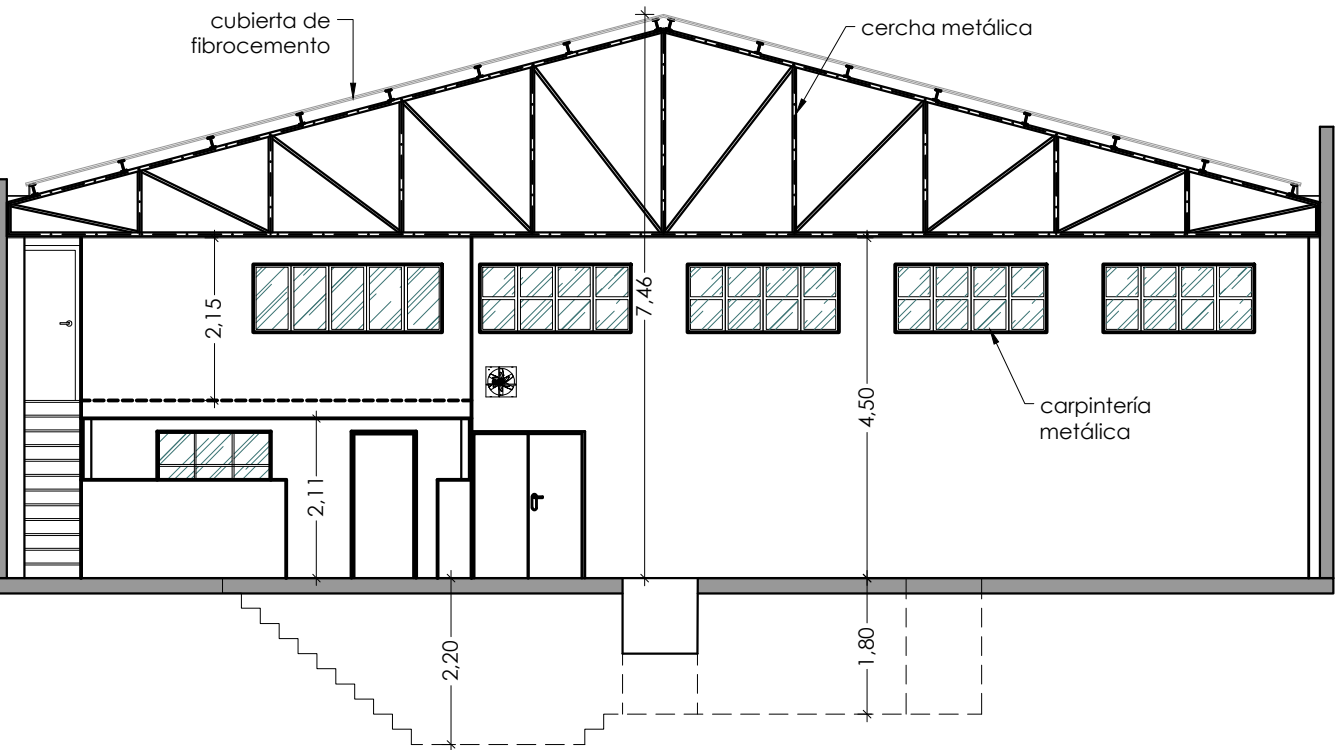 cubierta de
fibrocemento
cercha metálica
2,15
7,46
4,50
carpintería
metálica
2,11
2,20
1,80